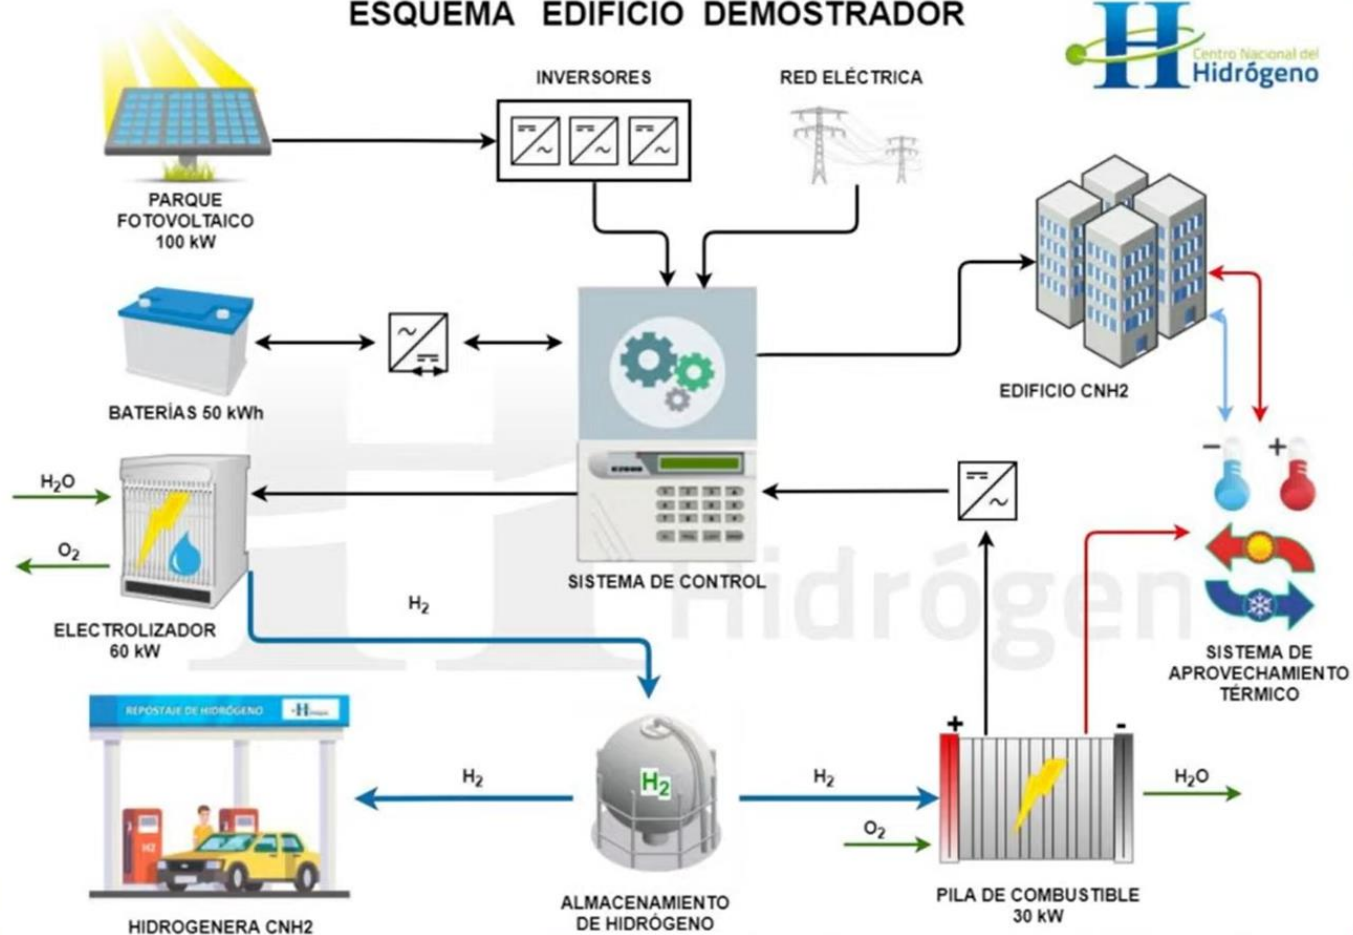 ESQUEMA EDIFICIO DEMOSTRADOR
Centro Nacional del
Hidrógeno
INVERSORES
RED ELÉCTRICA
PARQUE
FOTOVOLTAICO
100 kW
BATERÍAS 50 kWh
EDIFICIO CNH2
H₂O
O₂
ELECTROLIZADOR
60 kW
H₂
SISTEMA DE CONTROL
Hidrógen
- +
SISTEMA DE
APROVECHAMIENTO
TÉRMICO
REPOSTAJE DE HIDRÓGENO
H2
HIDROGENERA CNH2
H₂
H₂
ALMACENAMIENTO
DE HIDRÓGENO
H₂
O₂
+ -
H₂O
PILA DE COMBUSTIBLE
30 kW